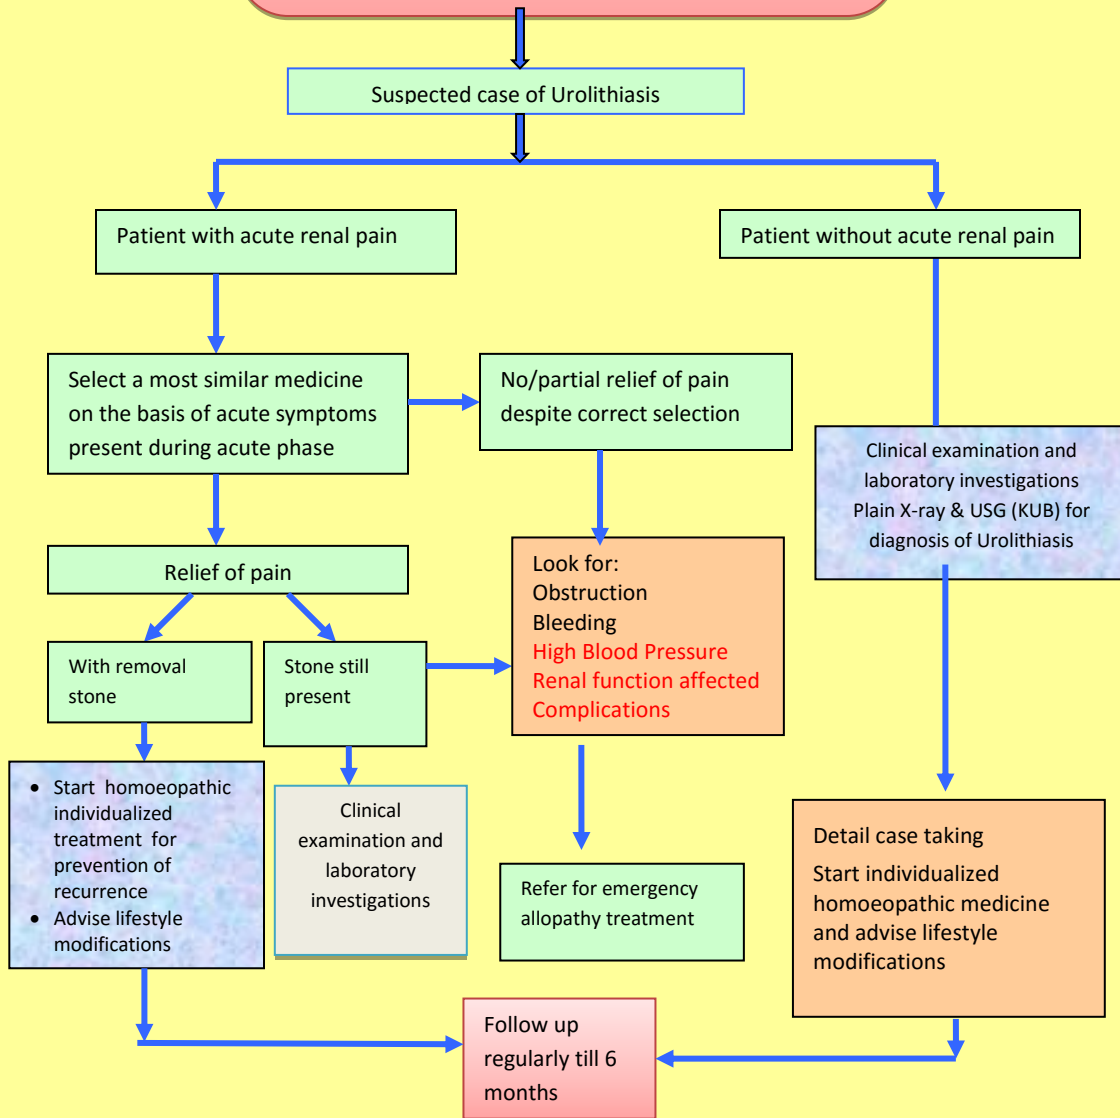 Suspected case of Urolithiasis
Patient with acute renal pain
Patient without acute renal pain
Select a most similar medicine
on the basis of acute symptoms
present during acute phase
No/partial relief of pain
despite correct selection
Clinical examination and
laboratory investigations
Plain X-ray & USG (KUB) for
diagnosis of Urolithiasis
Relief of pain
Look for:
Obstruction
Bleeding
High Blood Pressure
Renal function affected
Complications
With removal
stone
Stone still
present
• Start homoeopathic
individualized
treatment for
prevention of
recurrence
• Advise lifestyle
modifications
Clinical
examination and
laboratory
investigations
Refer for emergency
allopathy treatment
Detail case taking
Start individualized
homoeopathic medicine
and advise lifestyle
modifications
Follow up
regularly till 6
months